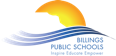 BILLINGS
PUBLIC SCHOOLS
Inspire Educate Empower